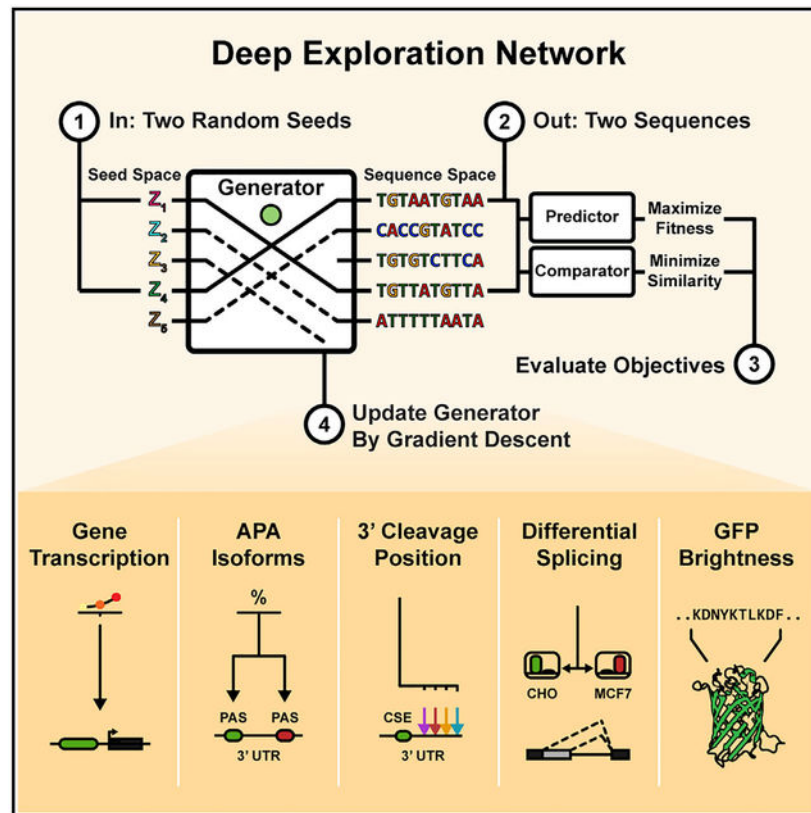 Deep Exploration Network
1 In: Two Random Seeds
2 Out: Two Sequences
Seed Space
Generator
Sequence Space
Z1
TGTAATGTAA
Z2
CACCGTATCC
Z3
TGTGTCTTCA
Z4
TGTTATGTTA
Z5
ATTTTTAATA
Predictor
Maximize
Fitness
Comparator
Minimize
Similarity
Evaluate Objectives 3
4 Update Generator
By Gradient Descent
Gene
Transcription
APA
Isoforms
%
PAS PAS
3' UTR
3' Cleavage
Position
CSE
3' UTR
Differential
Splicing
CHO MCF7
GFP
Brightness
..KDNYKTLKDF..